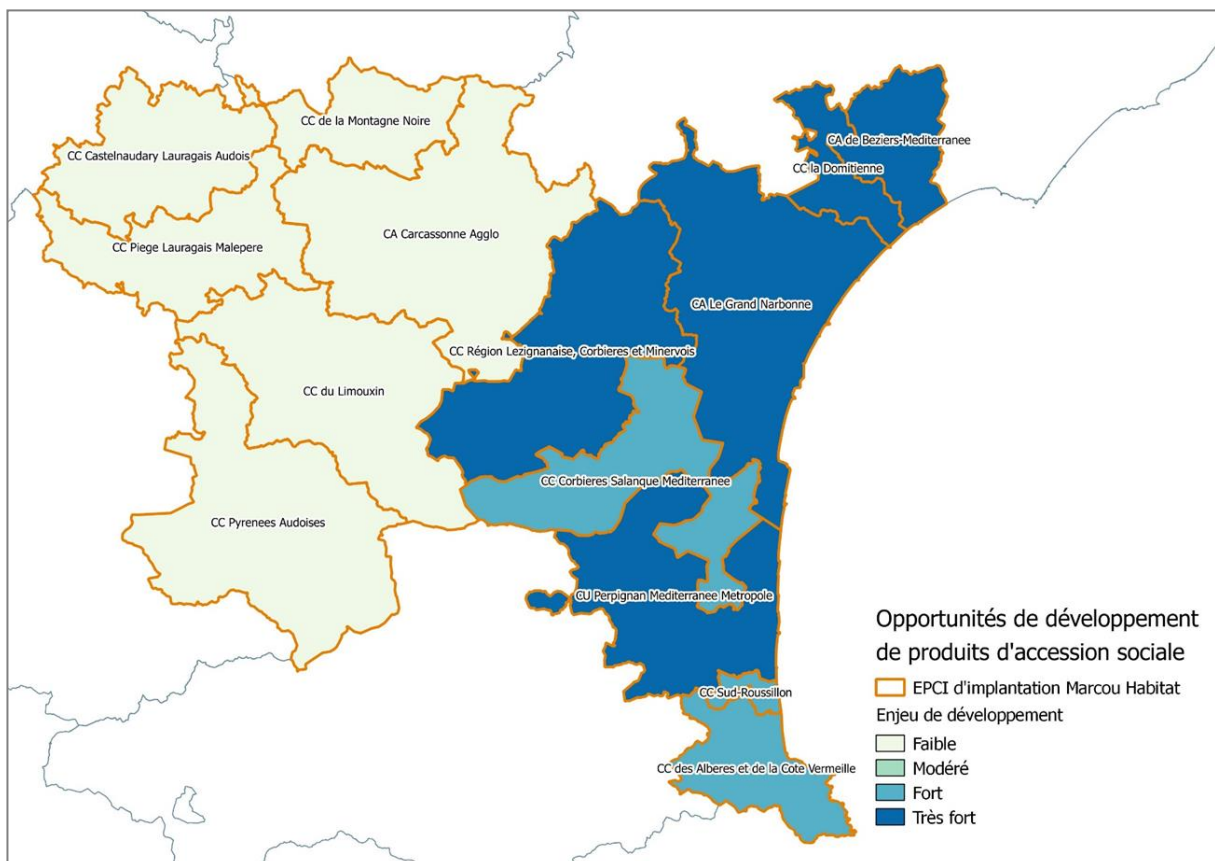 CC de la Montagne Noire
CC Castelnaudary Lauragais Audois
CA de Beziers-Mediterranee
CC la Domitienne
CC Piege Lauragais Malepere
CA Carcassonne Agglo
CA Le Grand Narbonne
CC Région Lezignanaise, Corbieres et Minervois
CC du Limouxin
CC Corbieres Salanque Mediterranee
CC Pyrenees Audoises
CU Perpignan Mediterranee Metropole
CC Sud-Roussillon
CC des Alberes et de la Cote Vermeille
Opportunités de développement
de produits d'accession sociale
EPCI d'implantation Marcou Habitat
Enjeu de développement
Faible
Modéré
Fort
Très fort